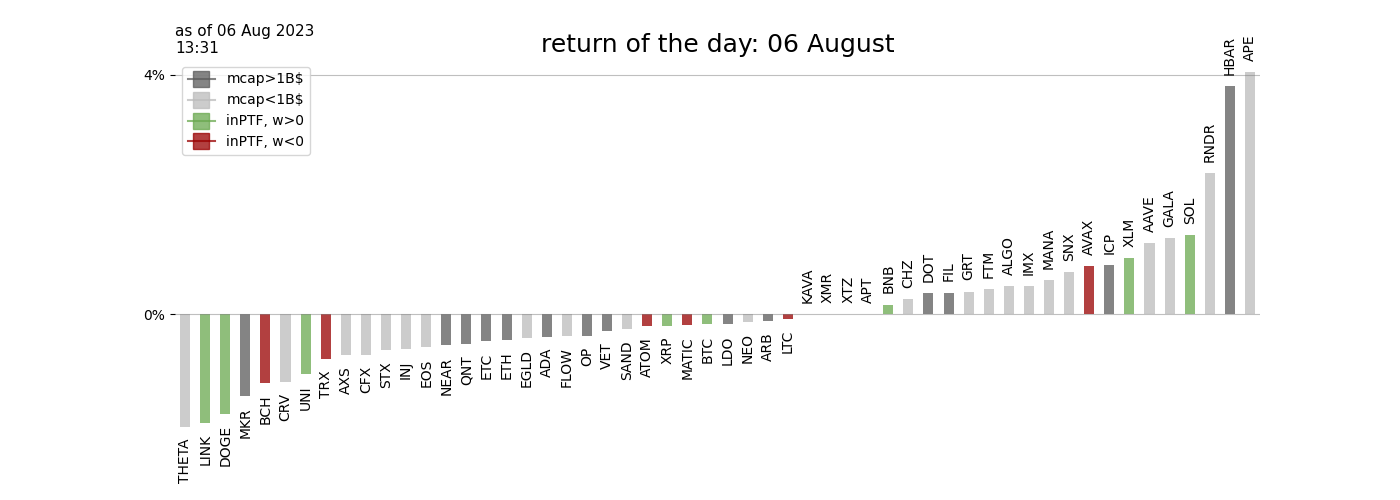 as of 06 Aug 2023
13:31
return of the day: 06 August
4%
mcap>1B$
mcap<1B$
inPTF, w>0
inPTF, w<0
0%
THETA
LINK
DOGE
MKR
BCH
CRV
UNI
TRX
AXS
CFX
STX
INJ
EOS
NEAR
QNT
ETC
ETH
EGLD
ADA
FLOW
OP
VET
SAND
ATOM
XRP
MATIC
BTC
LDO
NEO
ARB
LTC
KAVA
XMR
XTZ
APT
BNB
CHZ
DOT
FIL
GRT
FTM
ALGO
IMX
MANA
SNX
AVAX
ICP
XLM
AAVE
GALA
SOL
RNDR
HBAR
APE